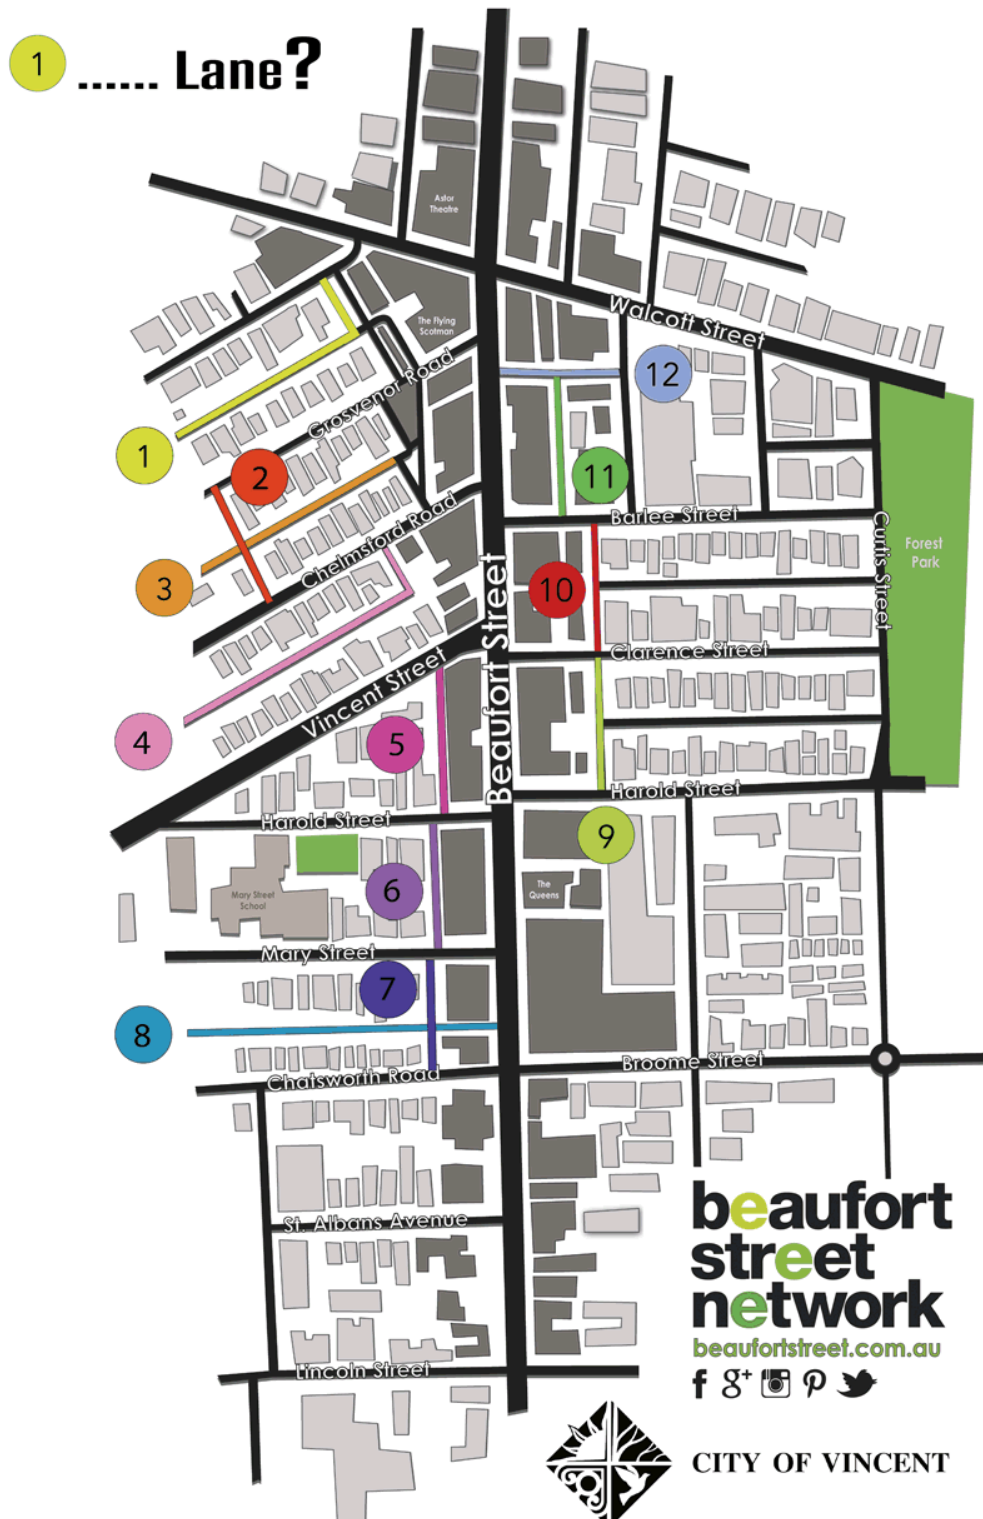 1 ...... Lane?
Astor
Theatre
Walcott Street
The Flying
Scotsman
Grosvenor Road
12
1
2
11
Barlee Street
Chelmsford Road
Curtis Street
Forest
Park
3
10
Beaufort Street
Clarence Street
Vincent Street
4
5
Harold Street
Harold Street
9
6
Mary Street
School
The
Queens
Mary Street
7
8
Broome Street
Chatsworth Road
St. Albans Avenue
Lincoln Street
beaufort
street
network
beaufortstreet.com.au
f g+
CITY OF VINCENT